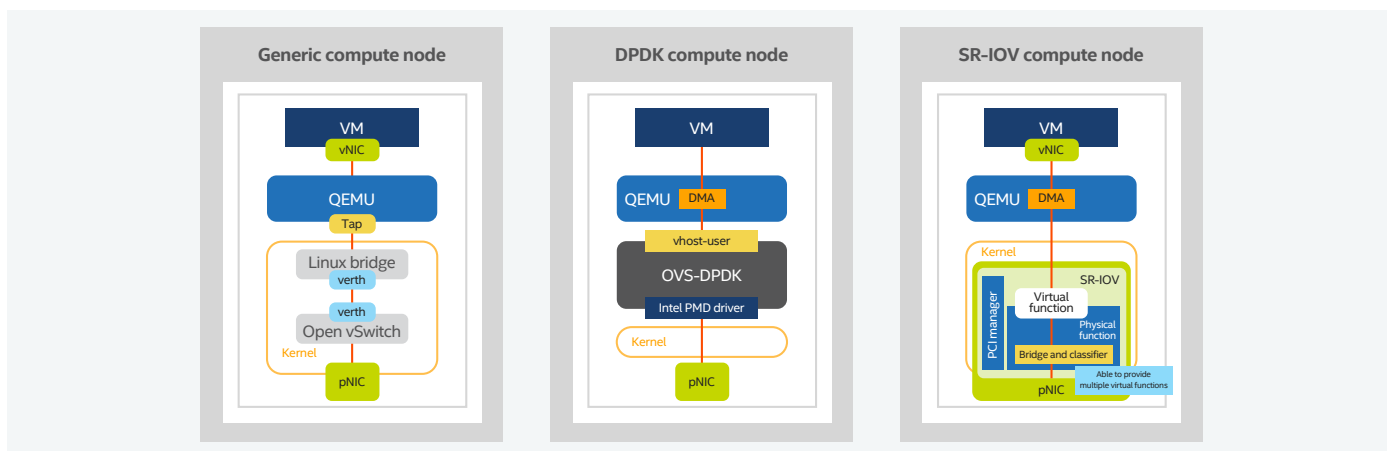 Generic compute node
VM
vNIC
QEMU
Tap
Linux bridge
verth
verth
Open vSwitch
Kernel
pNIC
DPDK compute node
VM
QEMU
DMA
vhost-user
OVS-DPDK
Intel PMD driver
Kernel
pNIC
SR-IOV compute node
VM
vNIC
QEMU
DMA
Kernel
SR-IOV
PCI manager
Virtual
function
Physical
function
Bridge and classifier
Able to provide
multiple virtual functions
pNIC